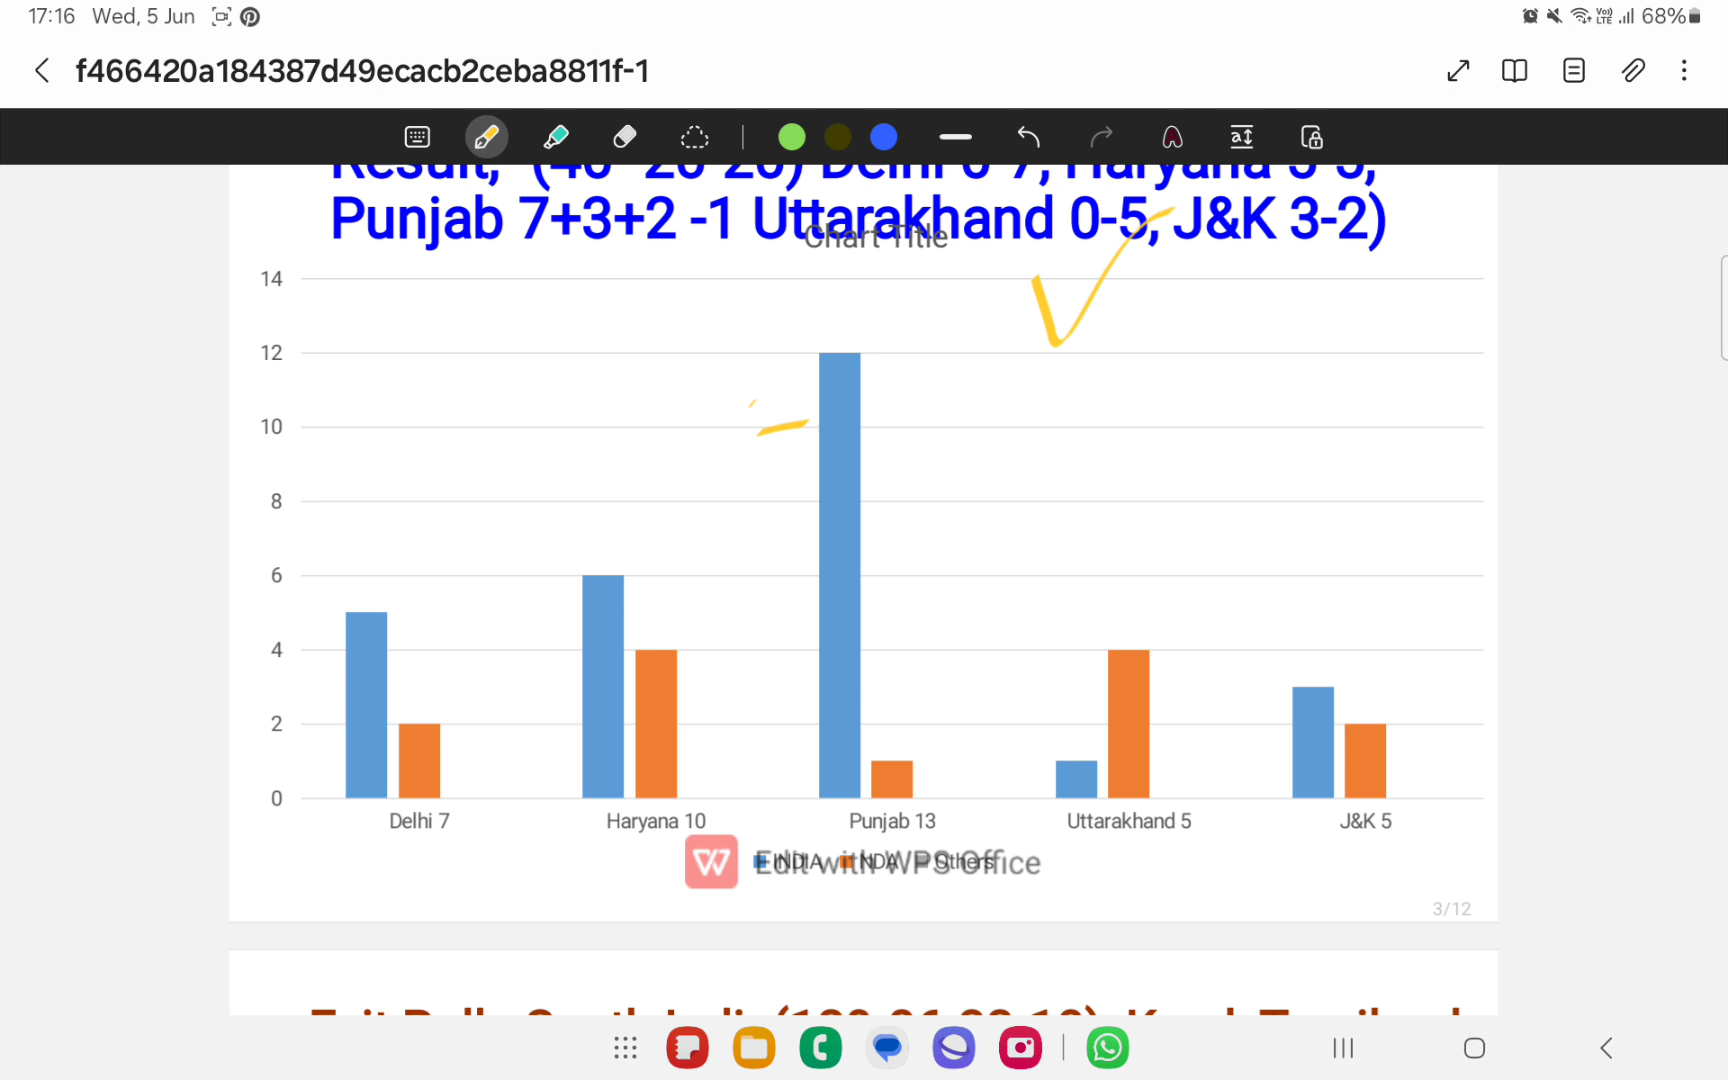 17:16 Wed, 5 Jun
68%
f466420a184387d49ecacb2ceba8811f-1
Punjab 7+3+2 -1 Uttarakhand 0-5, J&K 3-2)
Chart Title
14
12
10
8
6
4
2
0
Delhi 7 Haryana 10 Punjab 13 Uttarakhand 5 J&K 5
INDIA NDA Others
Edit with WPS Office
3/12